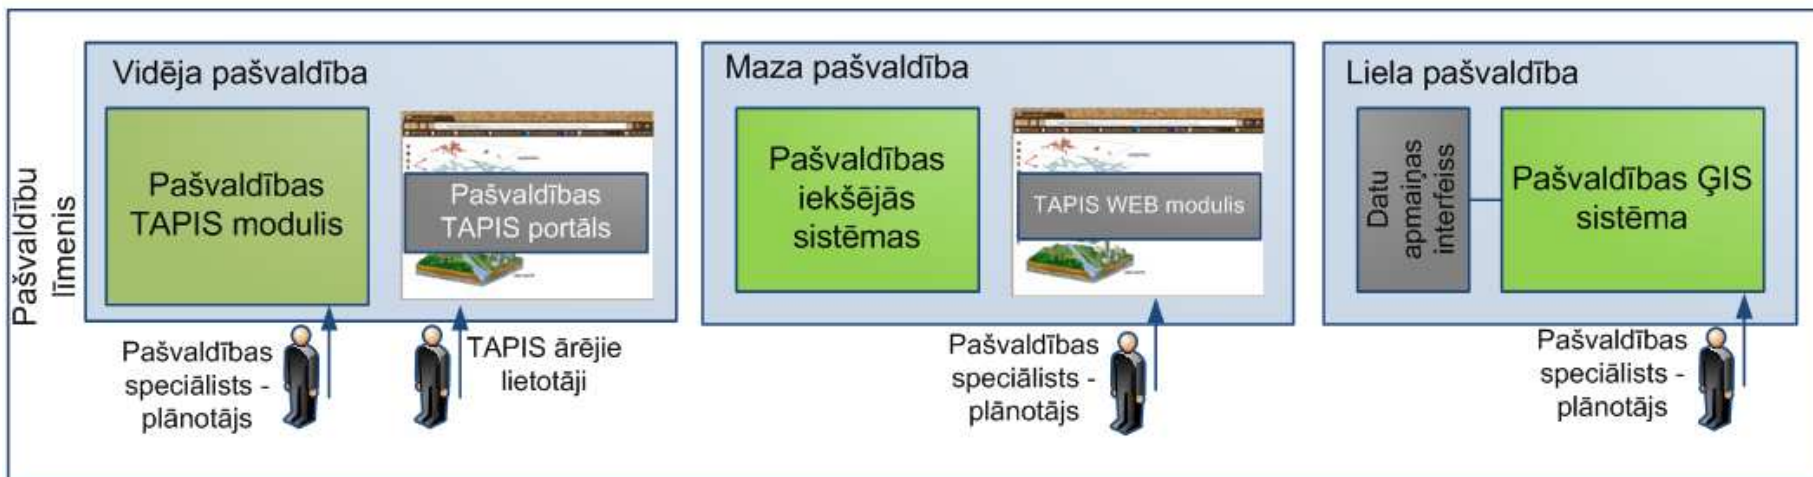 Pašvaldību
līmenis
Vidēja pašvaldība
Pašvaldības
TAPIS modulis
Pašvaldības
TAPIS portāls
Pašvaldības
speciālists -
plānotājs
TAPIS ārējie
lietotāji
Maza pašvaldība
Pašvaldības
iekšējās
sistēmas
TAPIS WEB modulis
Pašvaldības
speciālists -
plānotājs
Liela pašvaldība
Datu
apmaiņas
interfeiss
Pašvaldības ĢIS
sistēma
Pašvaldības
speciālists -
plānotājs